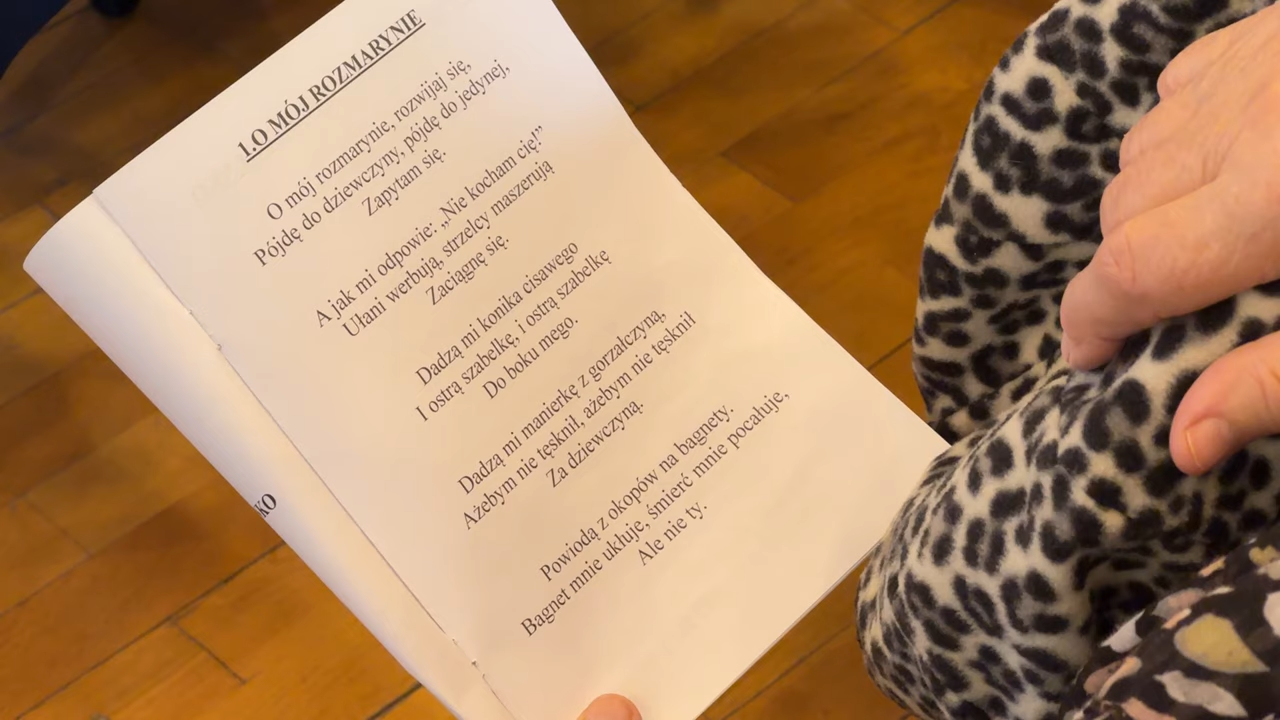 1.O MÓJ ROZMARYNIE
O mój rozmarynie, rozwijaj się,
Pójdę do dziewczyny, pójdę do jedynej,
Zapytam się.
A jak mi odpowie: „Nie kocham cię!”
Ułani werbują, strzelcy maszerują
Zaciągnę się.
Dadzą mi konika cisawego
I ostrą szabelkę, i ostrą szabelkę
Do boku mego.
Dadzą mi manierkę z gorzałczyną,
Ażebym nie tęsknił, ażebym nie tęsknił
Za dziewczyną.
Powiodą z okopów na bagnety.
Bagnet mnie ukłuje, śmierć mnie pocałuje,
Ale nie ty.
KO